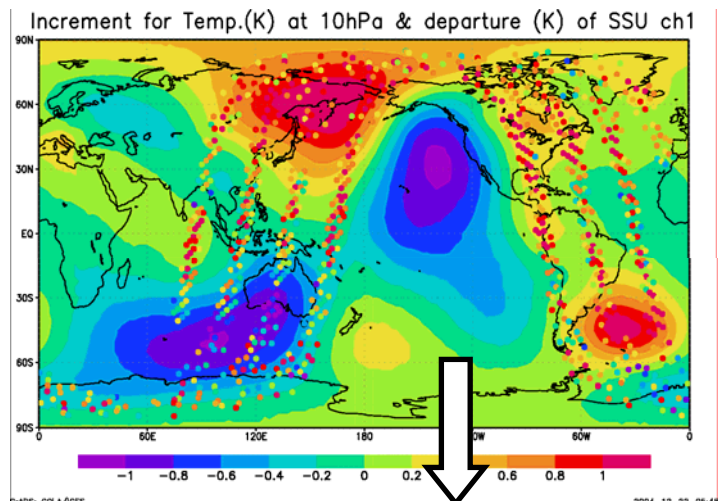 Increment for Temp.(K) at 10hPa & departure (K) of SSU ch1
90N
60N
30N
EQ
30S
60S
90S
0 60E 120E 180 0W 60W 0
-1 -0.8 -0.6 -0.4 -0.2 0 0.2 0.6 0.8 1